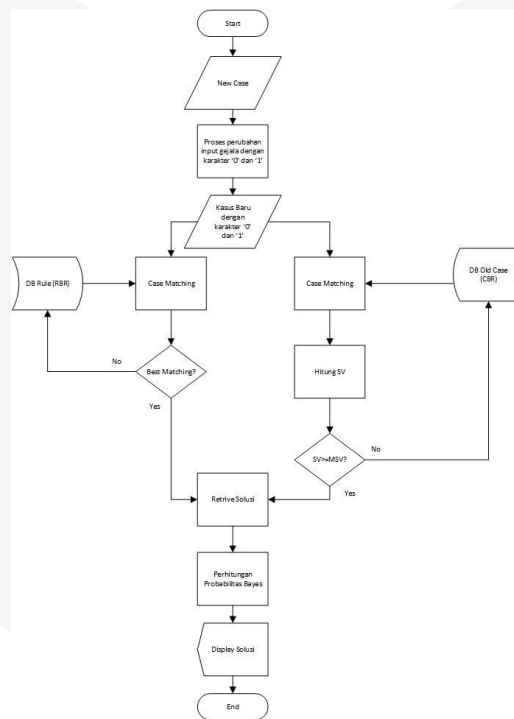 Start
New Case
Proses perubahan
input gejala dengan
karakter '0' dan '1'
Kasus Baru
dengan
karakter '0'
dan '1'
DB Rule (RBR)
Case Matching
Case Matching
DB Old Case
(CBR)
No
Best Matching?
Hitung SV
Yes
SV>=MSV?
No
Yes
Retrive Solusi
Perhitungan
Probabilitas Bayes
Display Solusi
End